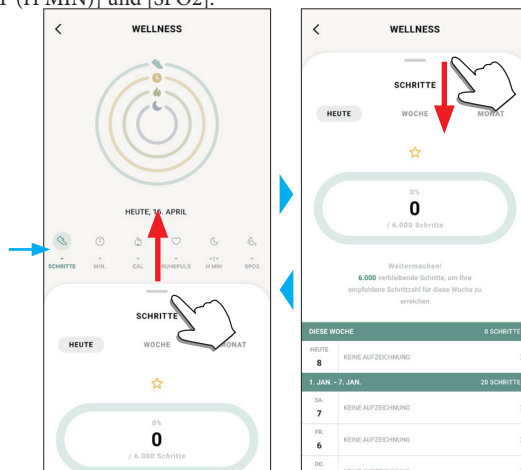 (H MIN)] und [SPO2].
WELLNESS
HEUTE, 16. APRIL
SCHRITTE MIN. CAL RUHEPULS H MIN SPO2
SCHRITTE
HEUTE WOCHE MONAT
0%
0
/ 6.000 Schritte
WELLNESS
SCHRITTE
HEUTE WOCHE MONAT
0%
0
/ 6.000 Schritte
Weitermachen!
6.000 verbleibende Schritte, um Ihre
empfohlene Schrittzahl für diese Woche zu
erreichen
DIESE WOCHE 0 SCHRITTE
HEUTE
8 KEINE AUFZEICHNUNG
1. JAN. - 7. JAN. 20 SCHRITTE
SA.
7 KEINE AUFZEICHNUNG
FR.
6 KEINE AUFZEICHNUNG
DO.